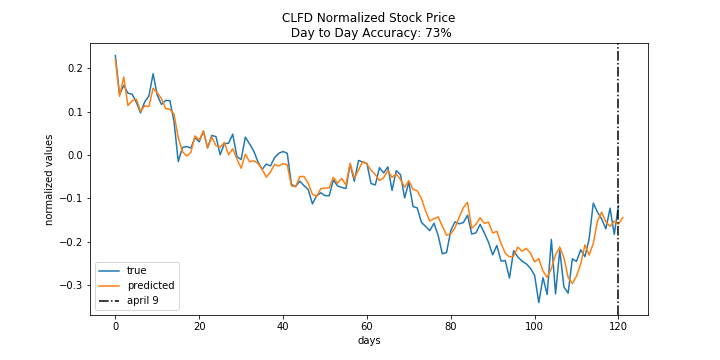 CLFD Normalized Stock Price
Day to Day Accuracy: 73%
normalized values
0.2
0.1
0.0
−0.1
−0.2
−0.3
true
predicted
april 9
0 20 40 60 80 100 120
days